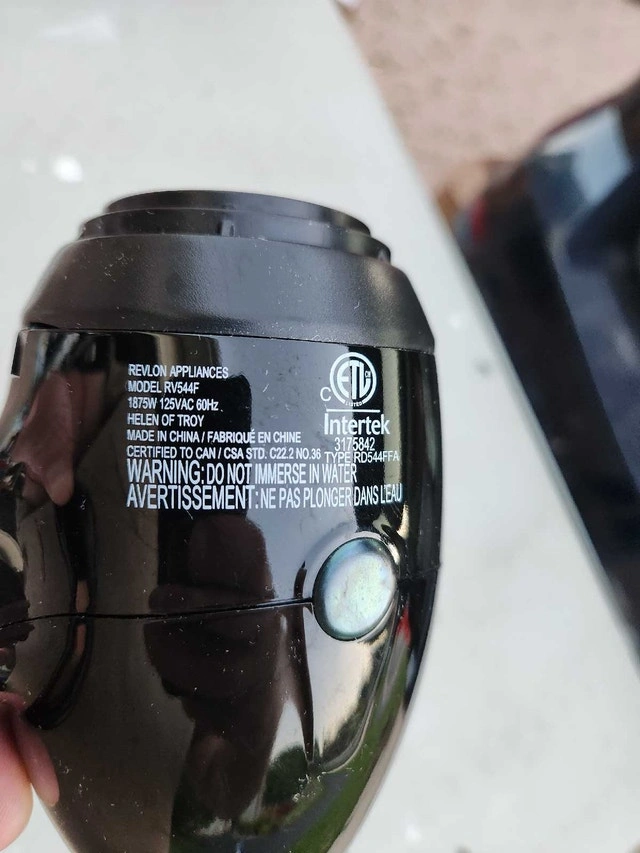 REVLON APPLIANCES
MODEL RV544F
1875W 125VAC 60Hz
HELEN OF TROY
MADE IN CHINA / FABRIQUÉ EN CHINE
CERTIFIED TO CAN / CSA STD. C22.2 NO.36
WARNING: DO NOT IMMERSE IN WATER
AVERTISSEMENT: NE PAS PLONGER DANS L'EAU
C ETL CM
LISTED
Intertek
3175842
TYPE RD544FFA